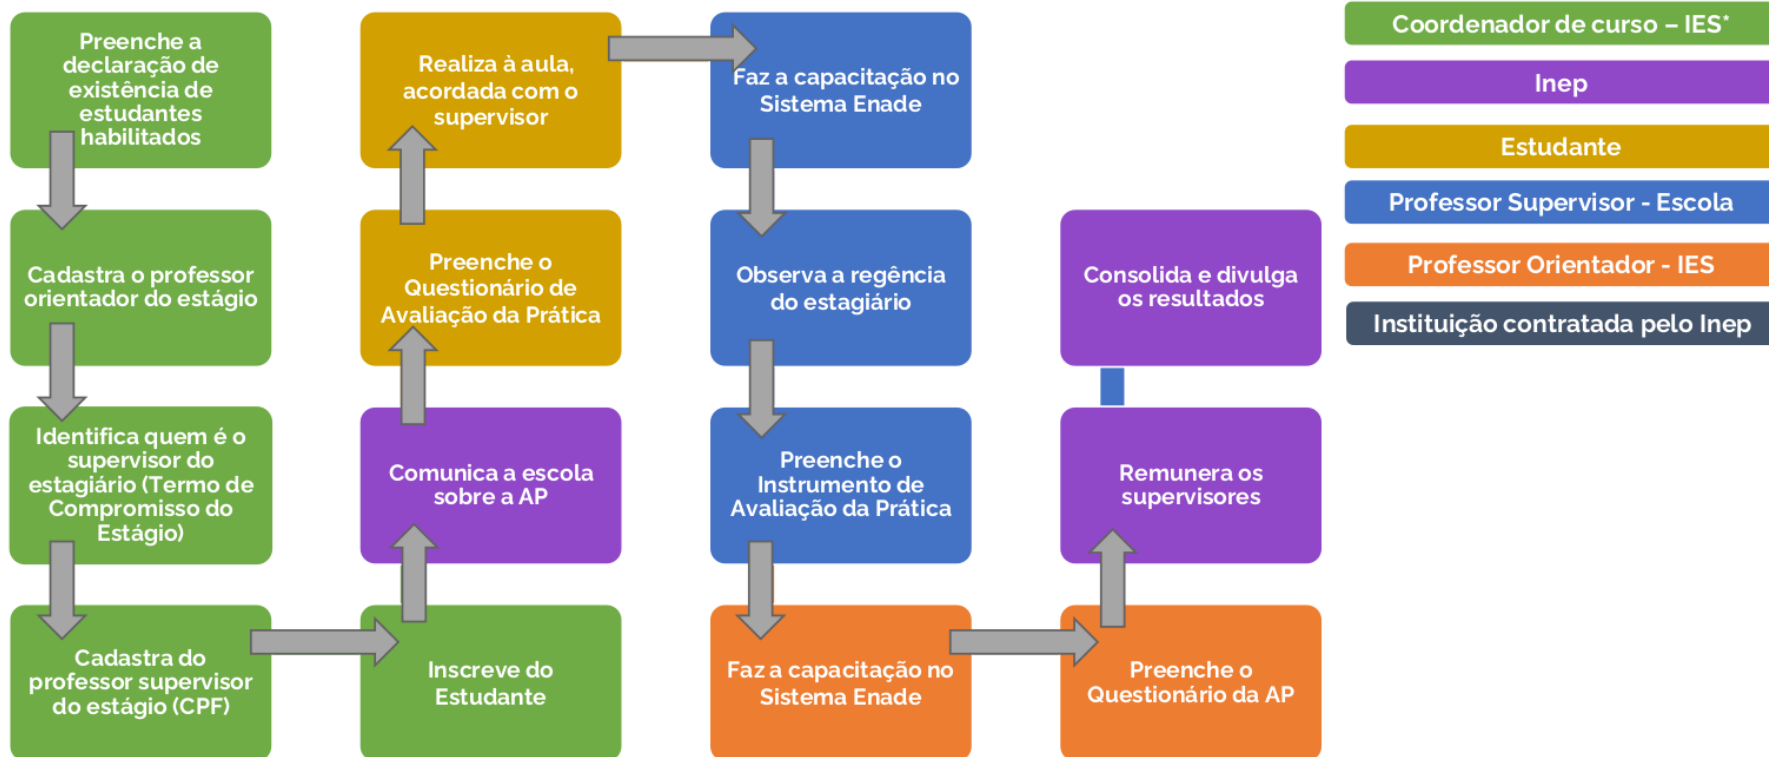 Preenche a
declaração de
existência de
estudantes
habilitados
Cadastra o professor
orientador do estágio
Identifica quem é o
supervisor do
estagiário (Termo de
Compromisso do
Estágio)
Cadastra do
professor supervisor
do estágio (CPF)
Inscreve do
Estudante
Comunica a escola
sobre a AP
Preenche o
Questionário de
Avaliação da Prática
Realiza à aula,
acordada com o
supervisor
Faz a capacitação no
Sistema Enade
Observa a regência
do estagiário
Preenche o
Instrumento de
Avaliação da Prática
Faz a capacitação no
Sistema Enade
Preenche o
Questionário da AP
Remunera os
supervisores
Consolida e divulga
os resultados
Coordenador de curso – IES*
Inep
Estudante
Professor Supervisor - Escola
Professor Orientador - IES
Instituição contratada pelo Inep